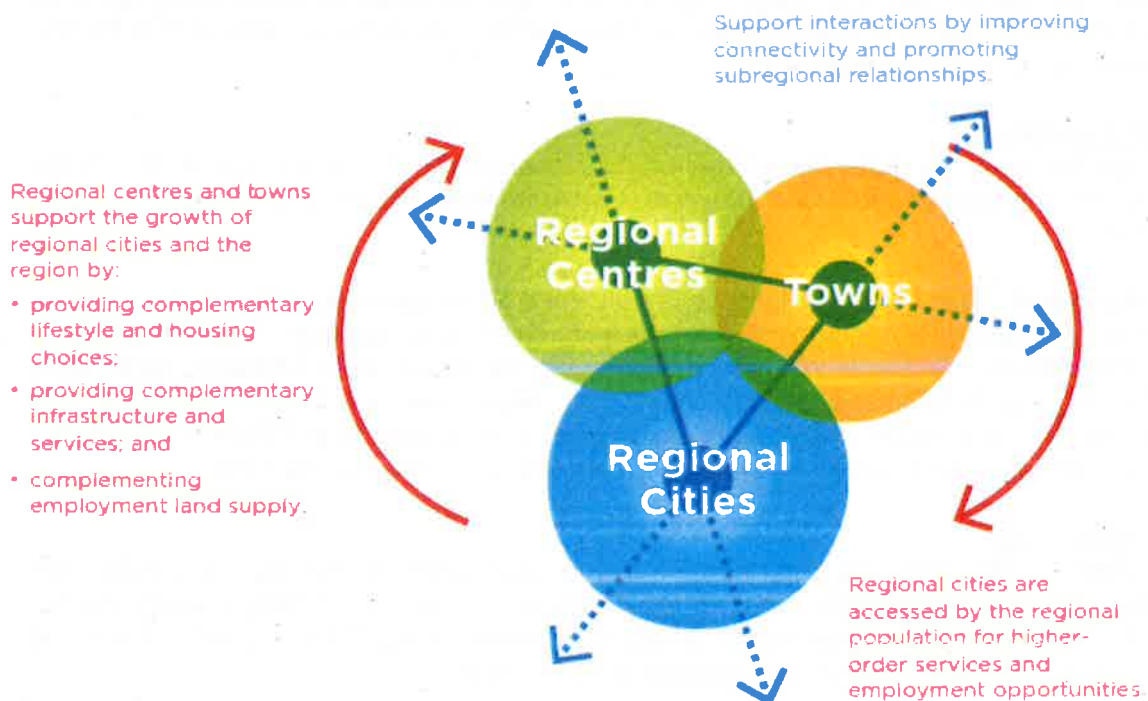 Support interactions by improving
connectivity and promoting
subregional relationships.
Regional centres and towns
support the growth of
regional cities and the
region by:
• providing complementary
lifestyle and housing
choices;
• providing complementary
infrastructure and
services; and
• complementing
employment land supply.
Regional
Centres
Towns
Regional
Cities
Regional cities are
accessed by the regional
population for higher-
order services and
employment opportunities.